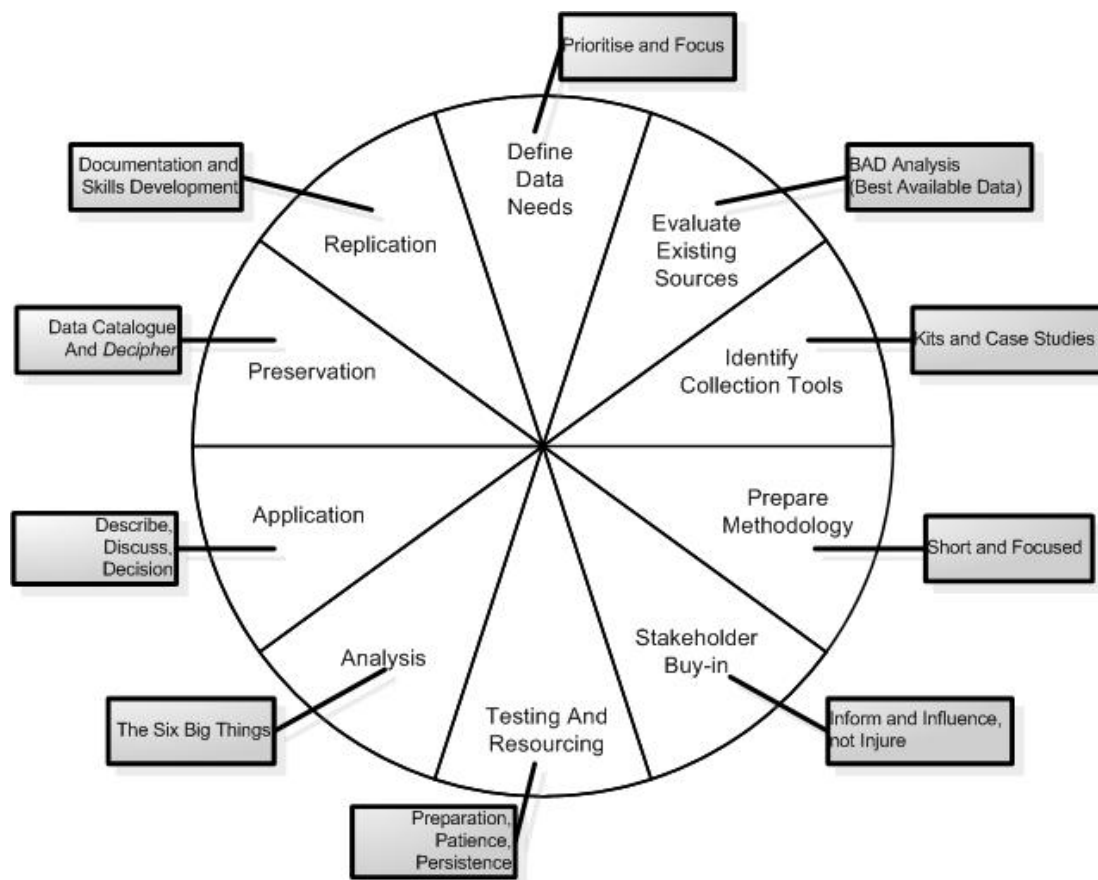 Prioritise and Focus
Define
Data
Needs
BAD Analysis
(Best Available Data)
Evaluate
Existing
Sources
Kits and Case Studies
Identify
Collection Tools
Prepare
Methodology
Short and Focused
Stakeholder
Buy-in
Inform and Influence,
not Injure
Testing And
Resourcing
Preparation,
Patience,
Persistence
Analysis
The Six Big Things
Application
Describe,
Discuss,
Decision
Preservation
Data Catalogue
And Decipher
Replication
Documentation and
Skills Development